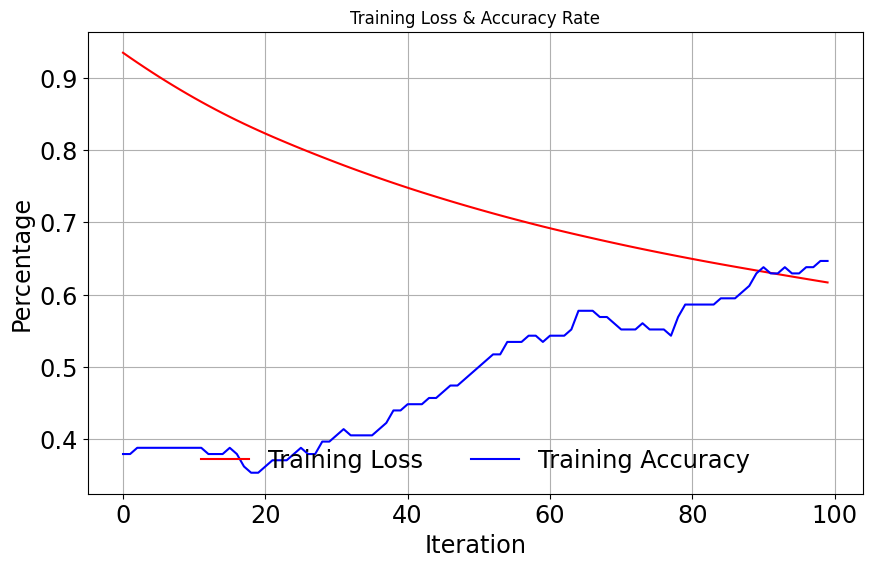 Training Loss & Accuracy Rate
Percentage
0.9
0.8
0.7
0.6
0.5
0.4
Training Loss Training Accuracy
0 20 40 60 80 100
Iteration